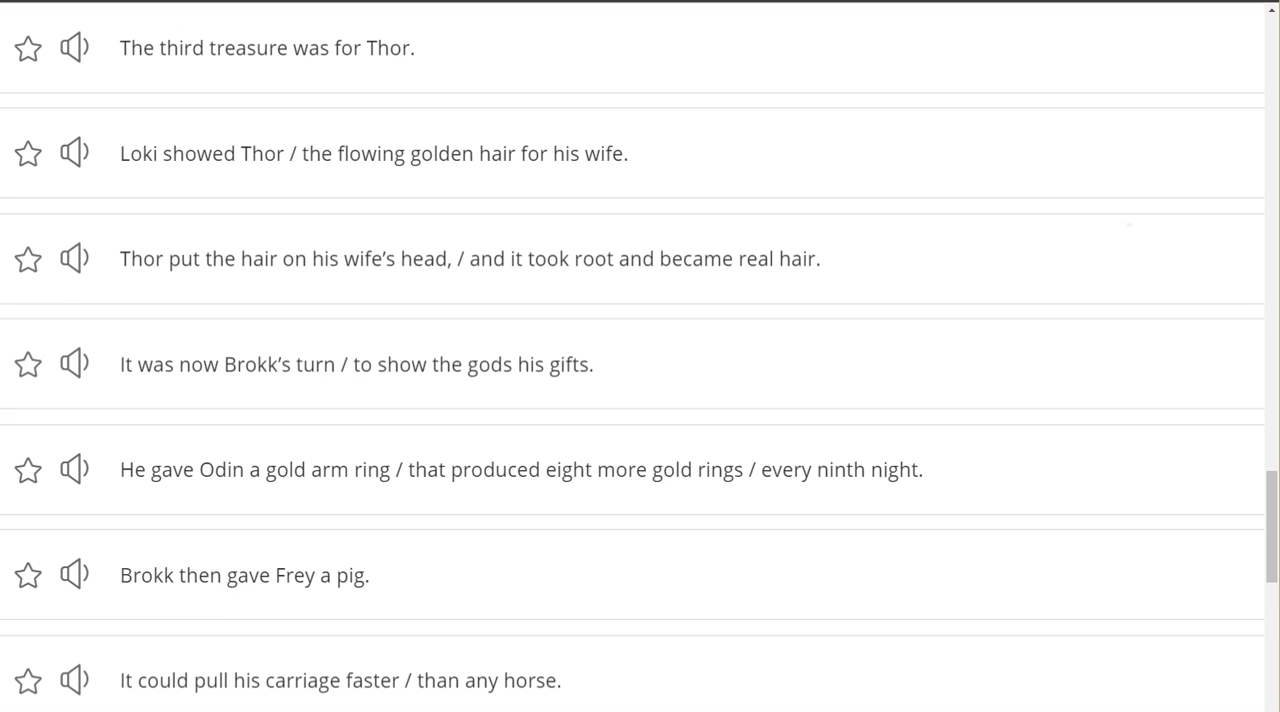 The third treasure was for Thor.
Loki showed Thor / the flowing golden hair for his wife.
Thor put the hair on his wife’s head, / and it took root and became real hair.
It was now Brokk’s turn / to show the gods his gifts.
He gave Odin a gold arm ring / that produced eight more gold rings / every ninth night.
Brokk then gave Frey a pig.
It could pull his carriage faster / than any horse.